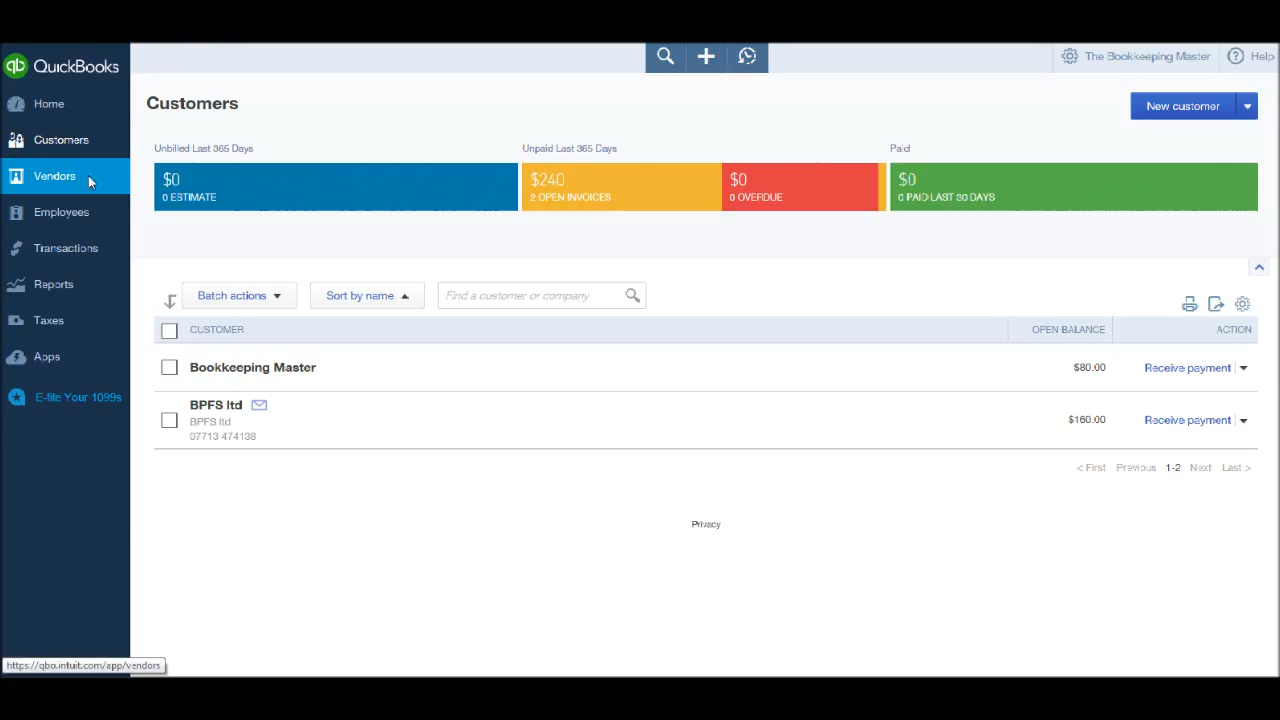 qb QuickBooks
The Bookkeeping Master
Help
Home
Customers
Vendors
Employees
Transactions
Reports
Taxes
Apps
E-file Your 1099s
Customers
New customer
Unbilled Last 365 Days
Unpaid Last 365 Days
Paid
$0
0 ESTIMATE
$240
2 OPEN INVOICES
$0
0 OVERDUE
$0
0 PAID LAST 30 DAYS
Batch actions
Sort by name
Find a customer or company
CUSTOMER
OPEN BALANCE
ACTION
Bookkeeping Master
$80.00
Receive payment
BPFS ltd
BPFS ltd
07713 474138
$160.00
Receive payment
< First Previous 1-2 Next Last >
Privacy
https://qbo.intuit.com/app/vendors